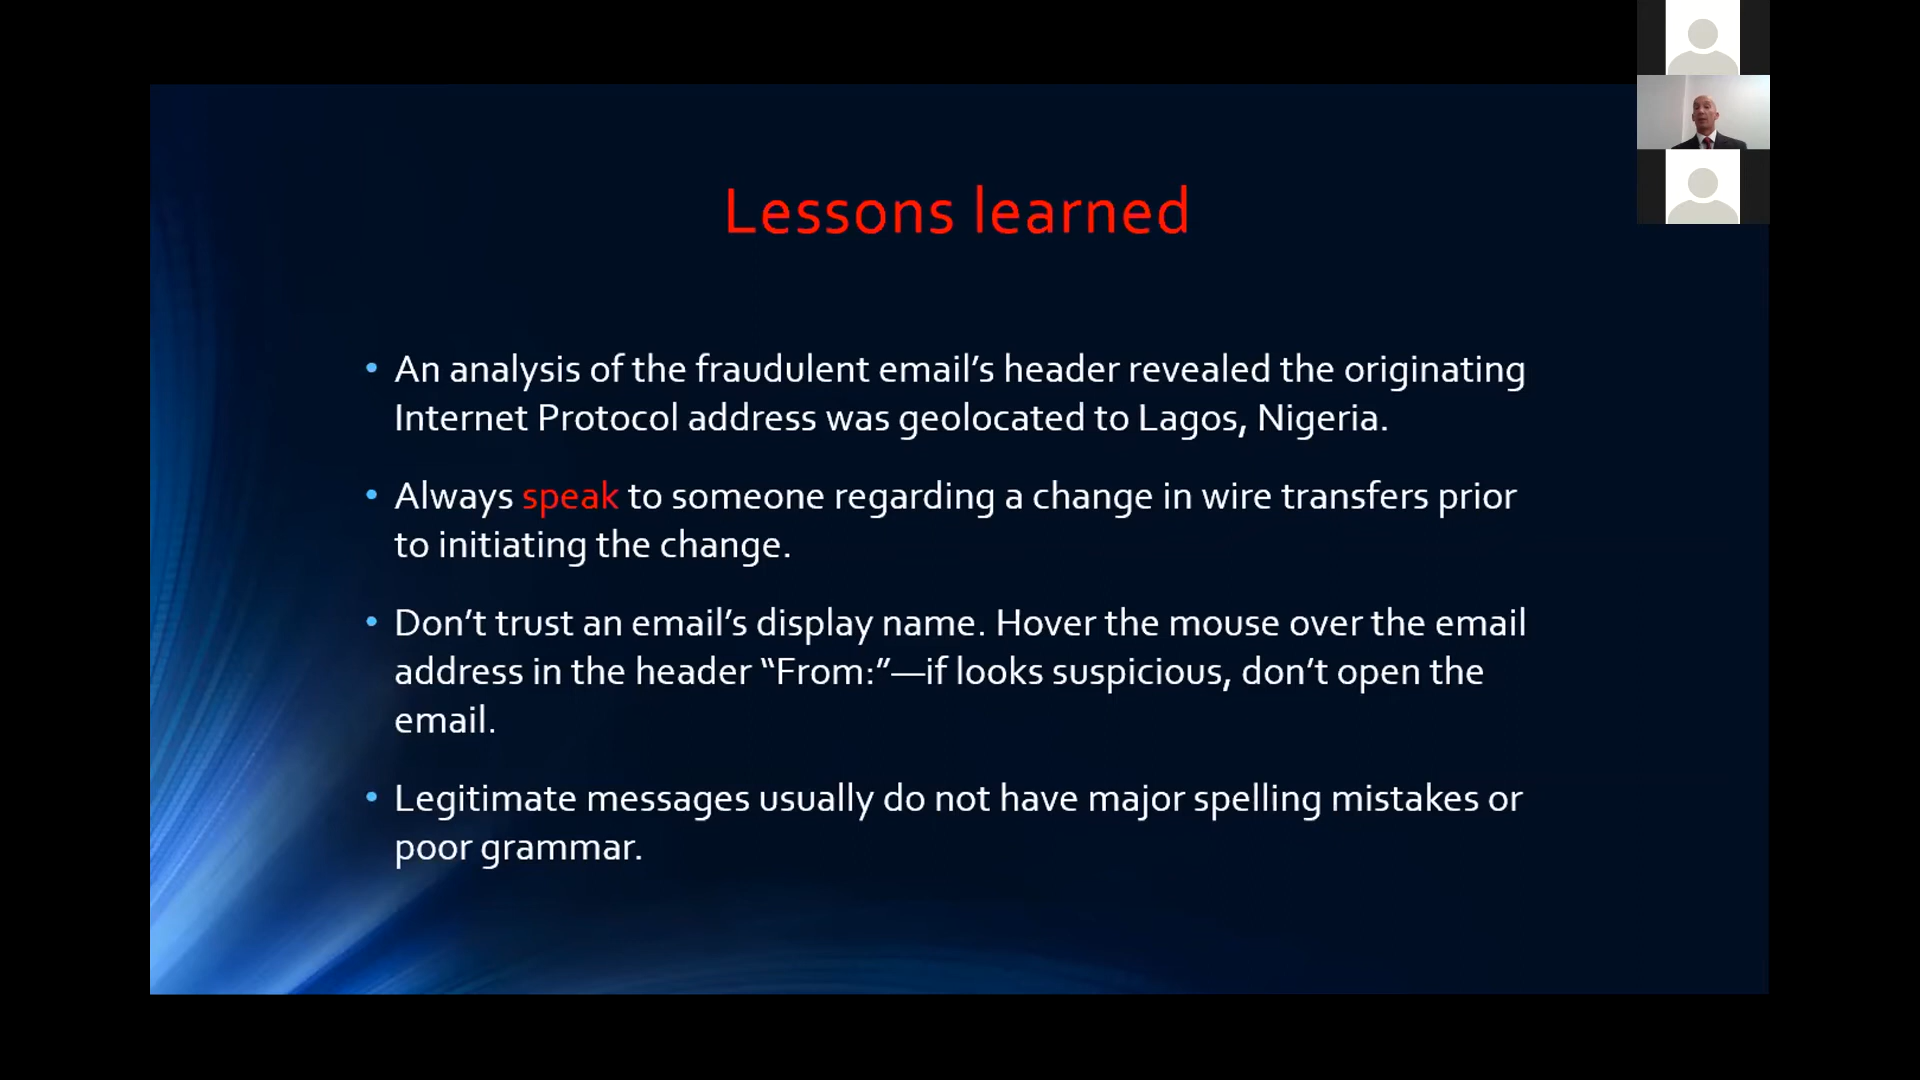 Lessons learned
• An analysis of the fraudulent email’s header revealed the originating
Internet Protocol address was geolocated to Lagos, Nigeria.
• Always speak to someone regarding a change in wire transfers prior
to initiating the change.
• Don’t trust an email’s display name. Hover the mouse over the email
address in the header “From:”—if looks suspicious, don’t open the
email.
• Legitimate messages usually do not have major spelling mistakes or
poor grammar.